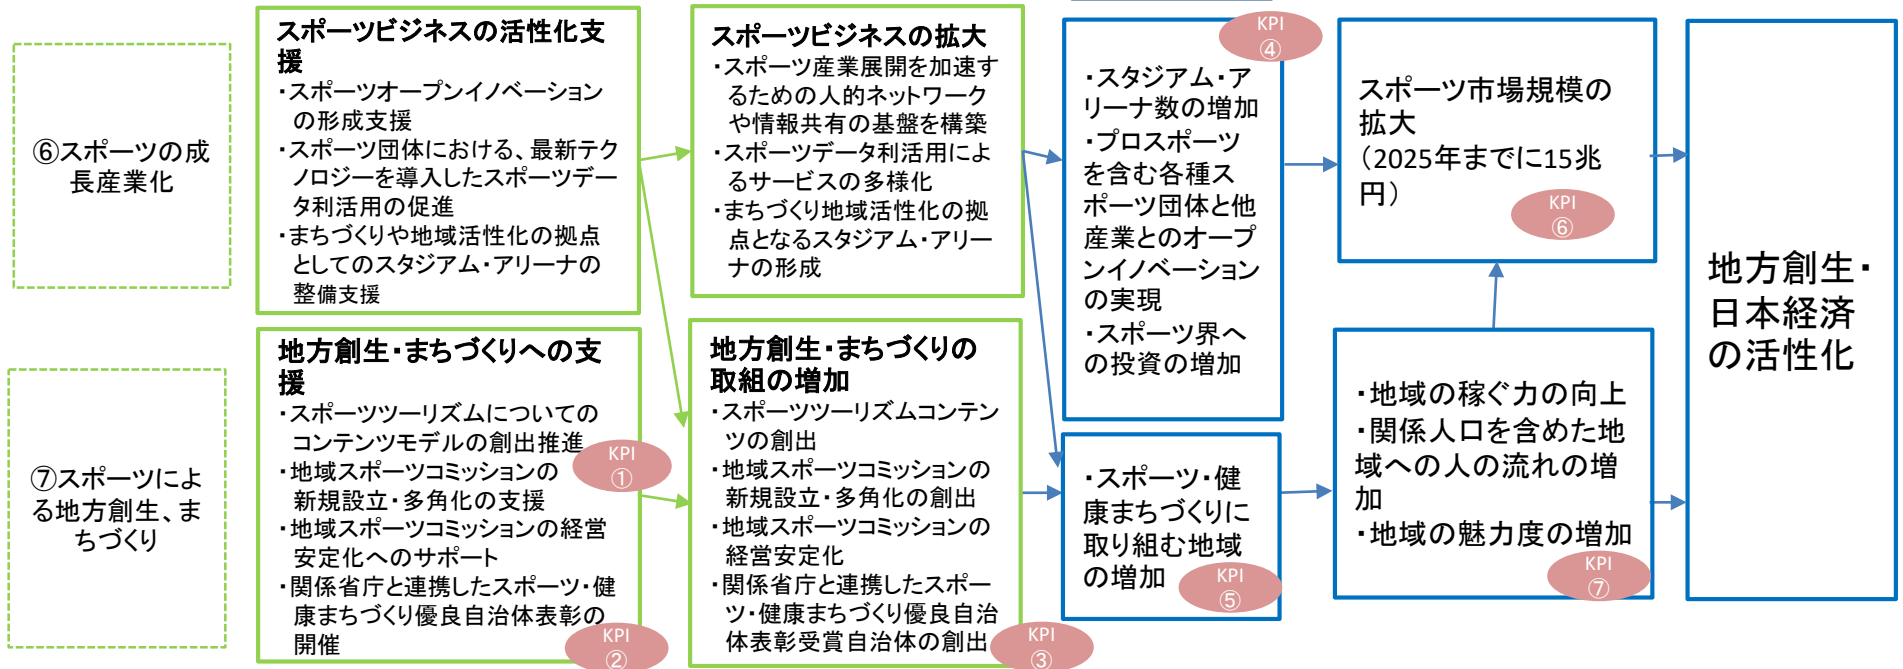 ⑥スポーツの成
長産業化
スポーツビジネスの活性化支
援
・スポーツオープンイノベーション
の形成支援
・スポーツ団体における、最新テク
ノロジーを導入したスポーツデー
タ利活用の促進
・まちづくりや地域活性化の拠点
としてのスタジアム・アリーナの
整備支援
スポーツビジネスの拡大
・スポーツ産業展開を加速す
るための人的ネットワーク
や情報共有の基盤を構築
・スポーツデータ利活用によ
るサービスの多様化
・まちづくり地域活性化の拠
点となるスタジアム・アリー
ナの形成
KPI
④
・スタジアム・ア
リーナ数の増加
・プロスポーツ
を含む各種ス
ポーツ団体と他
産業とのオープ
ンイノベーション
の実現
・スポーツ界へ
の投資の増加
スポーツ市場規模の
拡大
（2025年までに15兆
円）
KPI
⑥
地方創生・
日本経済
の活性化
⑦スポーツによ
る地方創生、ま
ちづくり
地方創生・まちづくりへの支
援
・スポーツツーリズムについての
コンテンツモデルの創出推進
・地域スポーツコミッションの
新規設立・多角化の支援
・地域スポーツコミッションの経営
安定化へのサポート
・関係省庁と連携したスポーツ・健
康まちづくり優良自治体表彰の
開催
KPI
①
KPI
②
地方創生・まちづくりの
取組の増加
・スポーツツーリズムコンテン
ツの創出
・地域スポーツコミッションの
新規設立・多角化の創出
・地域スポーツコミッションの
経営安定化
・関係省庁と連携したスポー
ツ・健康まちづくり優良自治
体表彰受賞自治体の創出
KPI
③
・スポーツ・健
康まちづくりに
取り組む地域
の増加
KPI
⑤
・地域の稼ぐ力の向上
・関係人口を含めた地
域への人の流れの増
加
・地域の魅力度の増加
KPI
⑦